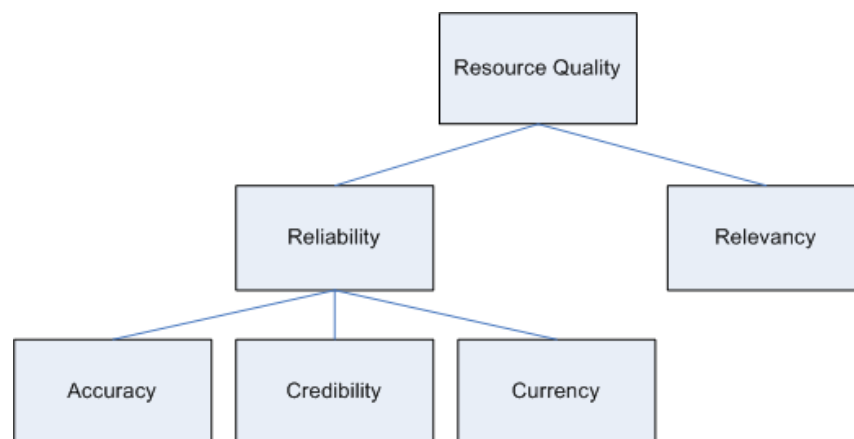 Resource Quality
Reliability
Relevancy
Accuracy
Credibility
Currency